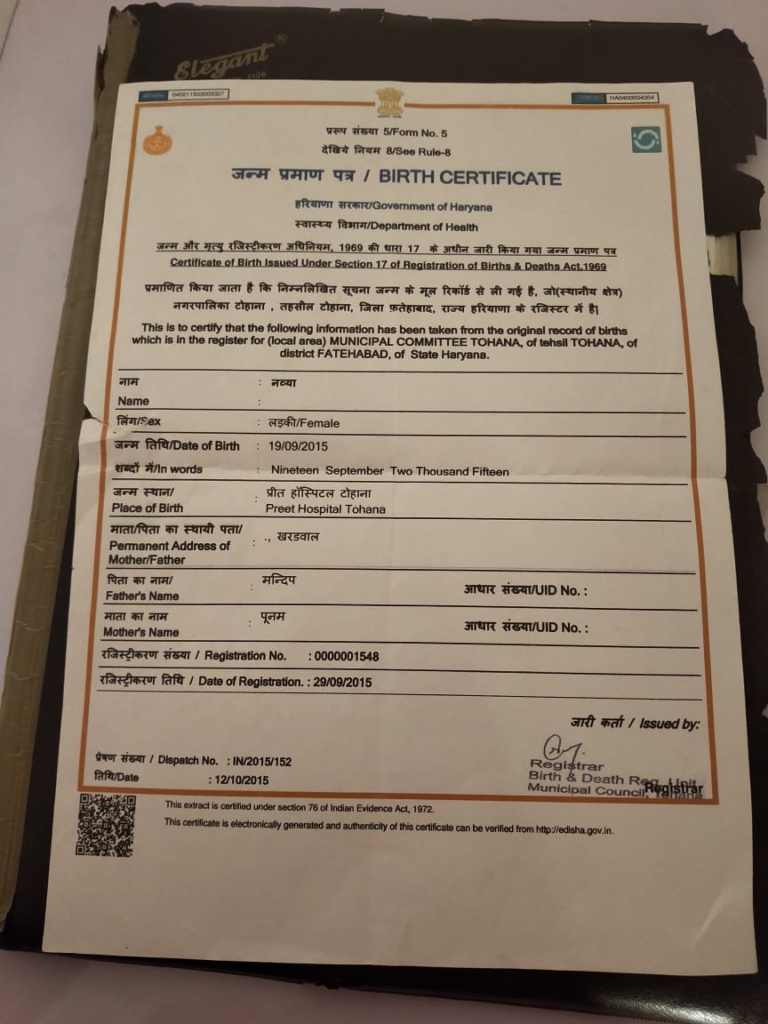 Elegant
040211503003327
HA0400034304
प्ररूप संख्या 5/Form No. 5
देखिये नियम 8/See Rule-8
जन्म प्रमाण पत्र / BIRTH CERTIFICATE
हरियाणा सरकार/Government of Haryana
स्वास्थ्य विभाग/Department of Health
जन्म और मृत्यु रजिस्ट्रीकरण अधिनियम, 1969 की धारा 17 के अधीन जारी किया गया जन्म प्रमाण पत्र
Certificate of Birth Issued Under Section 17 of Registration of Births & Deaths Act,1969
प्रमाणित किया जाता है कि निम्नलिखित सूचना जन्म के मूल रिकॉर्ड से ली गई है, जो(स्थानीय क्षेत्र)
नगरपालिका टोहाना , तहसील टोहाना, जिला फ़तेहाबाद, राज्य हरियाणा के रजिस्टर में है|
This is to certify that the following information has been taken from the original record of births
which is in the register for (local area) MUNICIPAL COMMITTEE TOHANA, of tehsil TOHANA, of
district FATEHABAD, of State Haryana.
नाम : नव्या
Name :
लिंग/Sex : लड़की/Female
जन्म तिथि/Date of Birth : 19/09/2015
शब्दों में/In words : Nineteen September Two Thousand Fifteen
जन्म स्थान/ : प्रीत हॉस्पिटल टोहाना
Place of Birth Preet Hospital Tohana
माता/पिता का स्थायी पता/
Permanent Address of : ., खरडवाल
Mother/Father
पिता का नाम/ : मन्दिप
Father's Name आधार संख्या/UID No. :
माता का नाम : पूनम
Mother's Name आधार संख्या/UID No. :
रजिस्ट्रीकरण संख्या / Registration No. : 0000001548
रजिस्ट्रीकरण तिथि / Date of Registration. : 29/09/2015
जारी कर्ता / Issued by:
प्रेषण संख्या / Dispatch No. : IN/2015/152
तिथि/Date : 12/10/2015
Registrar
Birth & Death Reg. Unit
Registrar
Municipal Council, Tohana
This extract is certified under section 76 of Indian Evidence Act, 1972.
This certificate is electronically generated and authenticity of this certificate can be verified from http://edisha.gov.in.